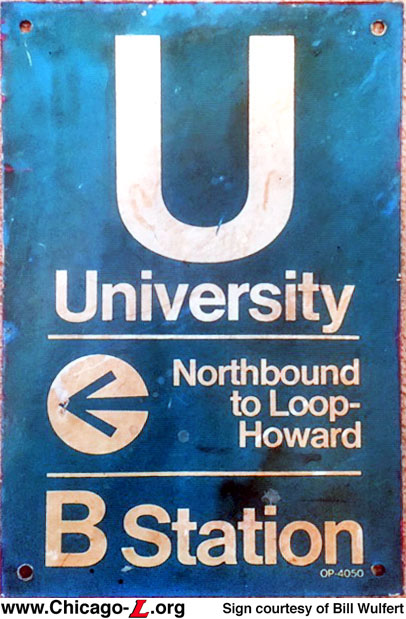 U
University
Northbound
to Loop-
Howard
B Station
OP-4050
www.Chicago-L.org
Sign courtesy of Bill Wulfert